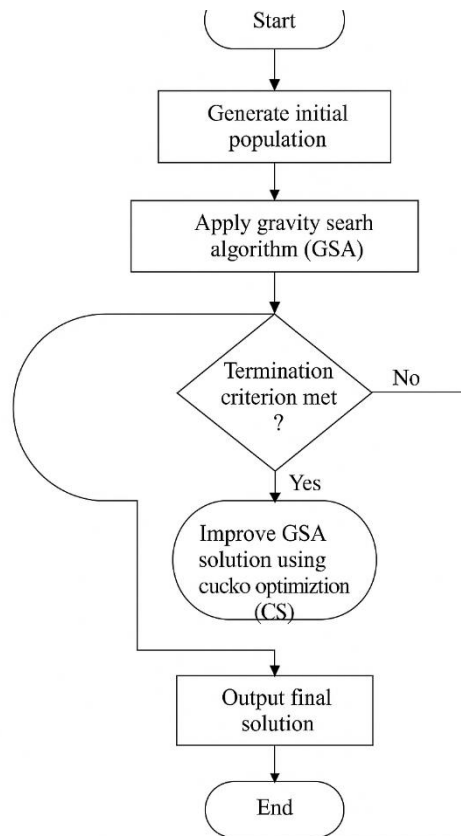 Start
Generate initial
population
Apply gravity searh
algorithm (GSA)
Termination
criterion met
?
No
Yes
Improve GSA
solution using
cucko optimiztion
(CS)
Output final
solution
End